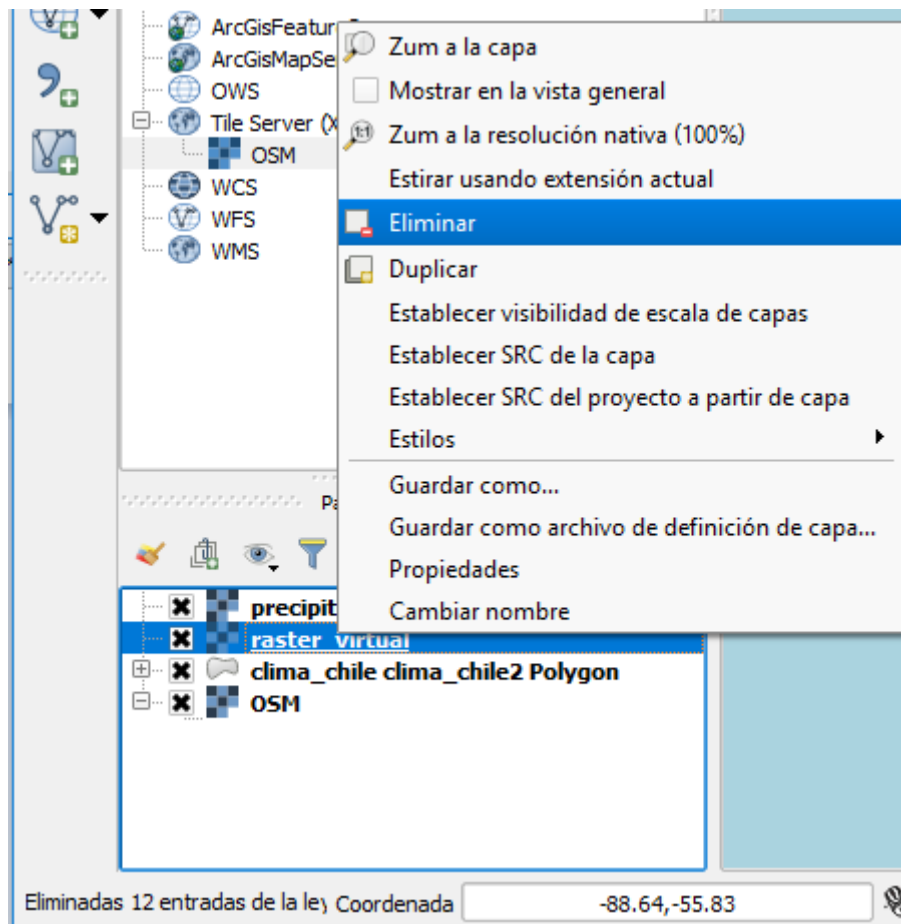 ArcGisFeatur
ArcGisMapSe
OWS
Tile Server (X
OSM
WCS
WFS
WMS
Zum a la capa
Mostrar en la vista general
1:1
Zum a la resolución nativa (100%)
Estirar usando extensión actual
Eliminar
Duplicar
Establecer visibilidad de escala de capas
Establecer SRC de la capa
Establecer SRC del proyecto a partir de capa
Estilos
Guardar como...
Guardar como archivo de definición de capa...
Propiedades
Cambiar nombre
Pa
precipit
raster_virtual
clima_chile clima_chile2 Polygon
OSM
Eliminadas 12 entradas de la ley Coordenada -88.64,-55.83